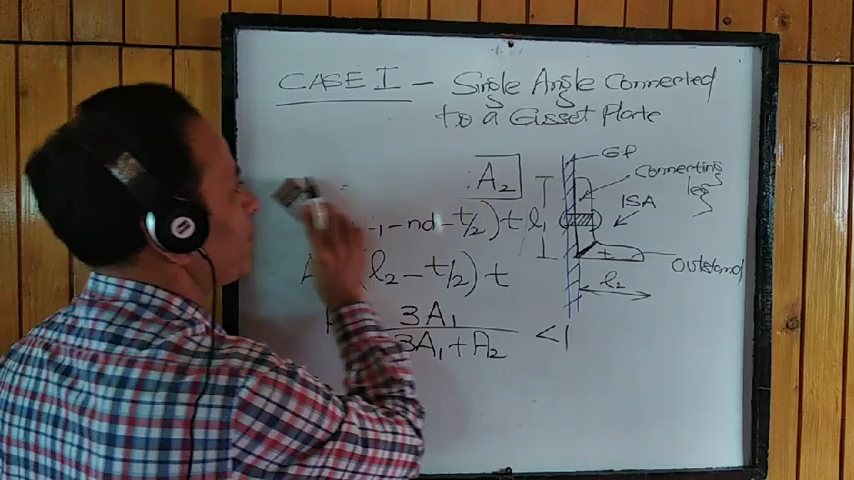 CASE I - Single Angle Connected
to a Gusset Plate
GP
= A2
Connecting
leg
ISA
-1 - nd - t/2) t
l1
A
(l2 - t/2) t
Outstand
l2
3A1
3A1 + A2
< 1